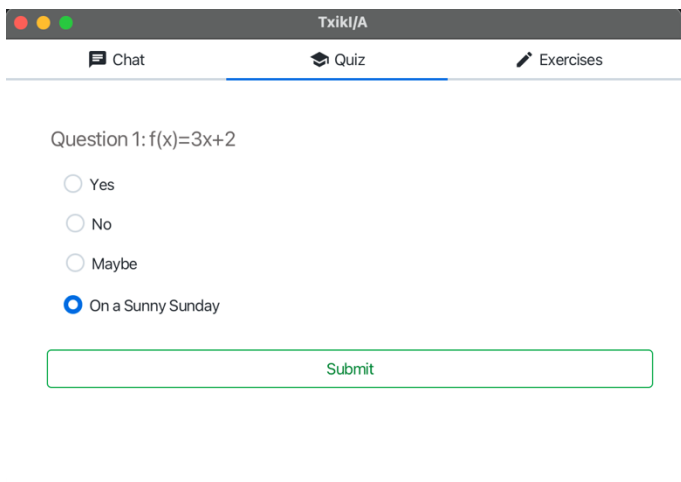 TxikI/A
Chat Quiz Exercises
Question 1: f(x)=3x+2
Yes
No
Maybe
On a Sunny Sunday
Submit